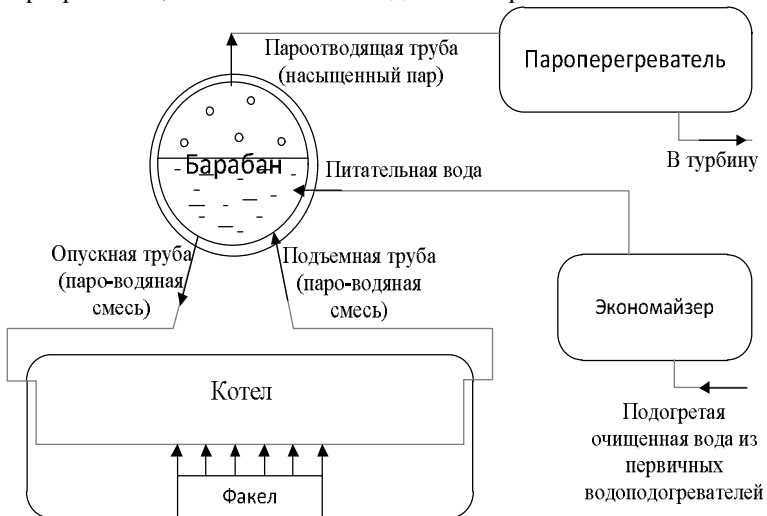 Пароотводящая труба
(насыщенный пар)
Пароперегреватель
В турбину
Барабан
Питательная вода
Опускная труба
(паро-водяная
смесь)
Подъемная труба
(паро-водяная
смесь)
Экономайзер
Котел
Факел
Подогретая
очищенная вода из
первичных
водоподогревателей